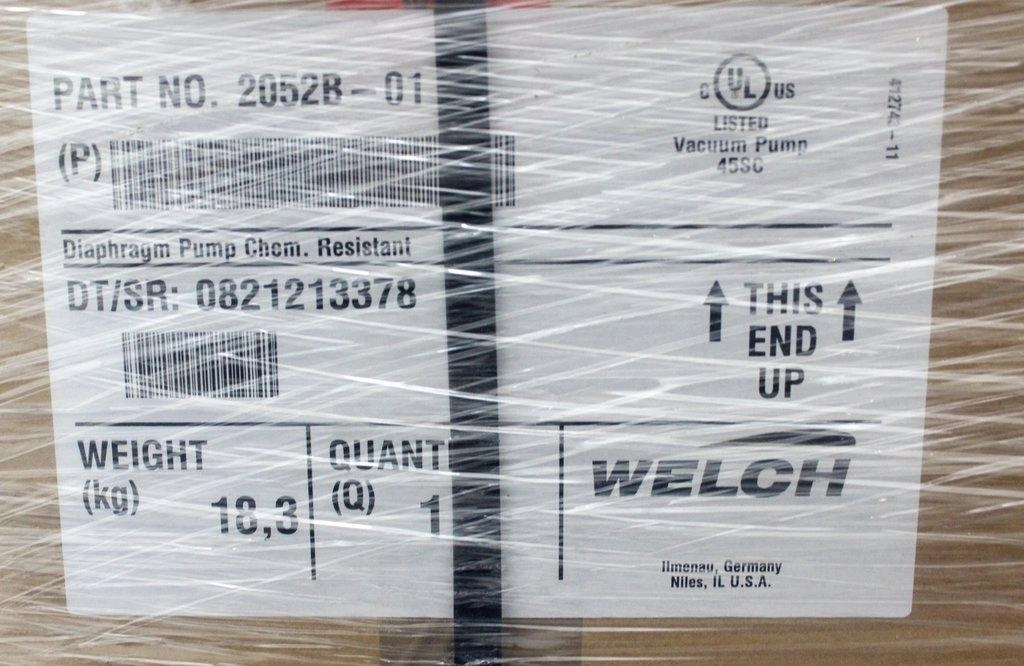 PART NO. 2052B-01
(P)
Diaphragm Pump Chem. Resistant
DT/SR: 0821213378
WEIGHT
(kg)
18,3
QUANT
(Q)
1
C UL US
LISTED
Vacuum Pump
45SC
THIS
END
UP
WELCH
Ilmenau, Germany
Niles, IL U.S.A.